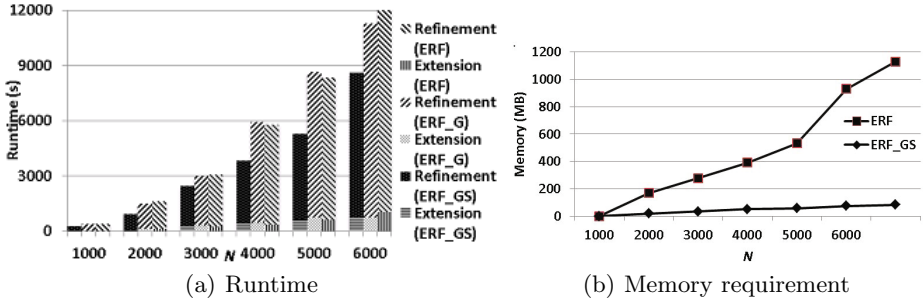 12000
9000
6000
3000
0
Runtime (s)
1000 2000 3000 4000 5000 6000
N
Refinement
(ERF)
Extension
(ERF)
Refinement
(ERF_G)
Extension
(ERF_G)
Refinement
(ERF_GS)
Extension
(ERF_GS)
(a) Runtime
1200
1000
800
600
400
200
0
Memory (MB)
1000 2000 3000 4000 5000 6000
N
ERF
ERF_GS
(b) Memory requirement